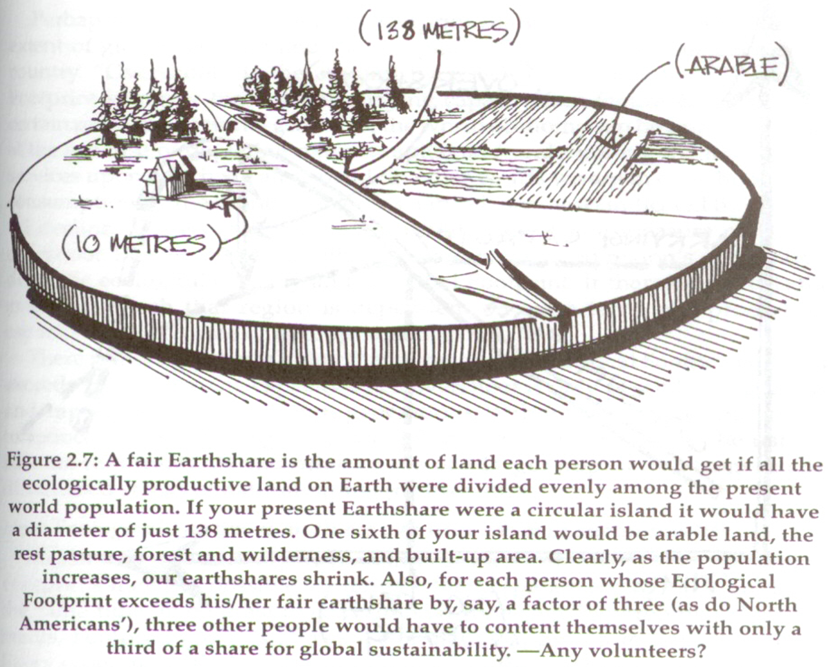 (138 METRES)
(ARABLE)
(10 METRES)
Figure 2.7: A fair Earthshare is the amount of land each person would get if all the
ecologically productive land on Earth were divided evenly among the present
world population. If your present Earthshare were a circular island it would have
a diameter of just 138 metres. One sixth of your island would be arable land, the
rest pasture, forest and wilderness, and built-up area. Clearly, as the population
increases, our earthshares shrink. Also, for each person whose Ecological
Footprint exceeds his/her fair earthshare by, say, a factor of three (as do North
Americans'), three other people would have to content themselves with only a
third of a share for global sustainability. —Any volunteers?